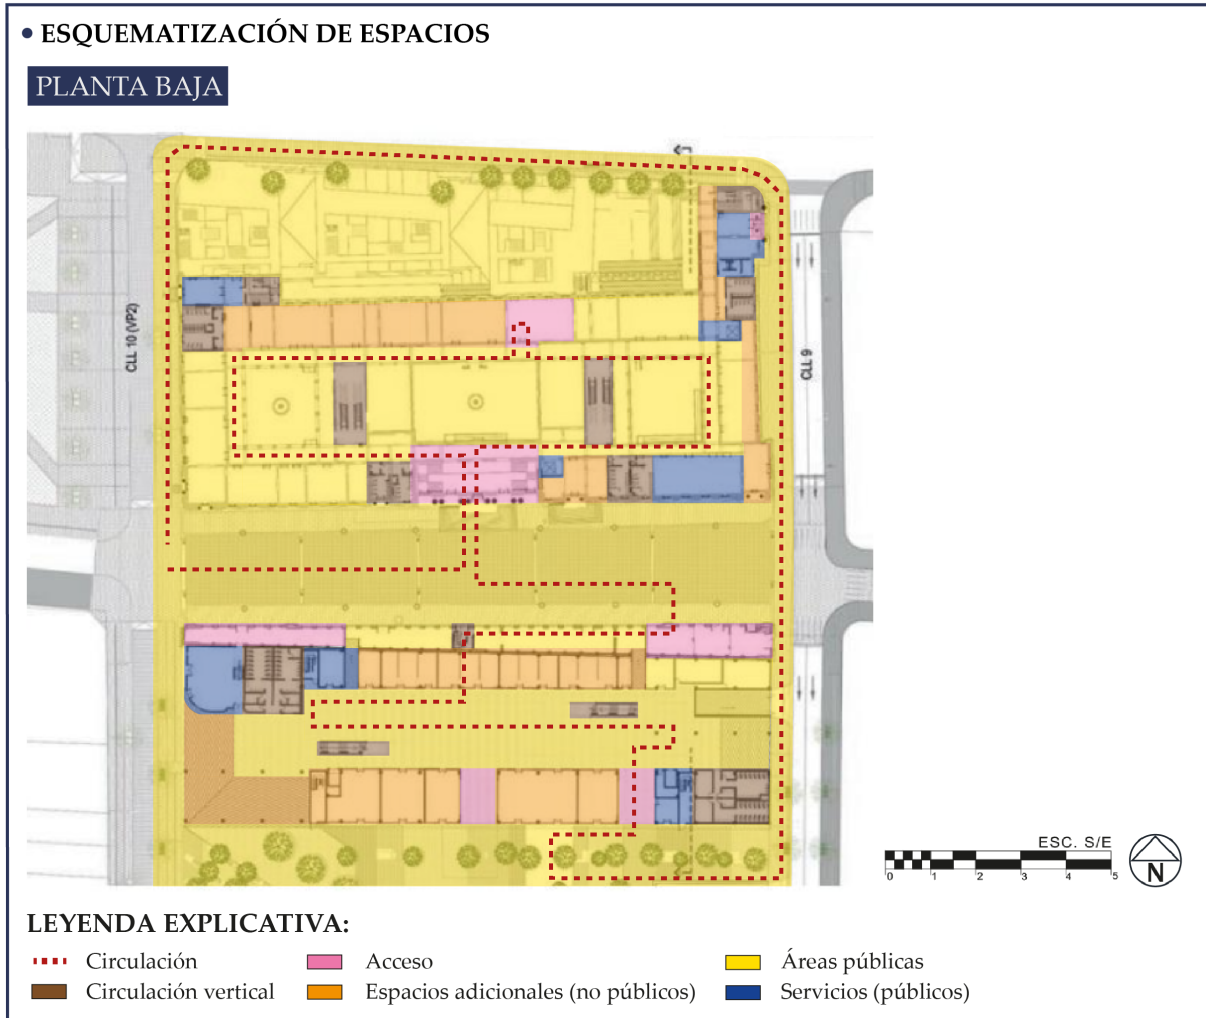 • ESQUEMATIZACIÓN DE ESPACIOS
PLANTA BAJA
CLL 10 (VP2)
CLL 9
ESC. S/E
0 1 2 3 4 5
N
LEYENDA EXPLICATIVA:
Circulación
Acceso
Áreas públicas
Circulación vertical
Espacios adicionales (no públicos)
Servicios (públicos)